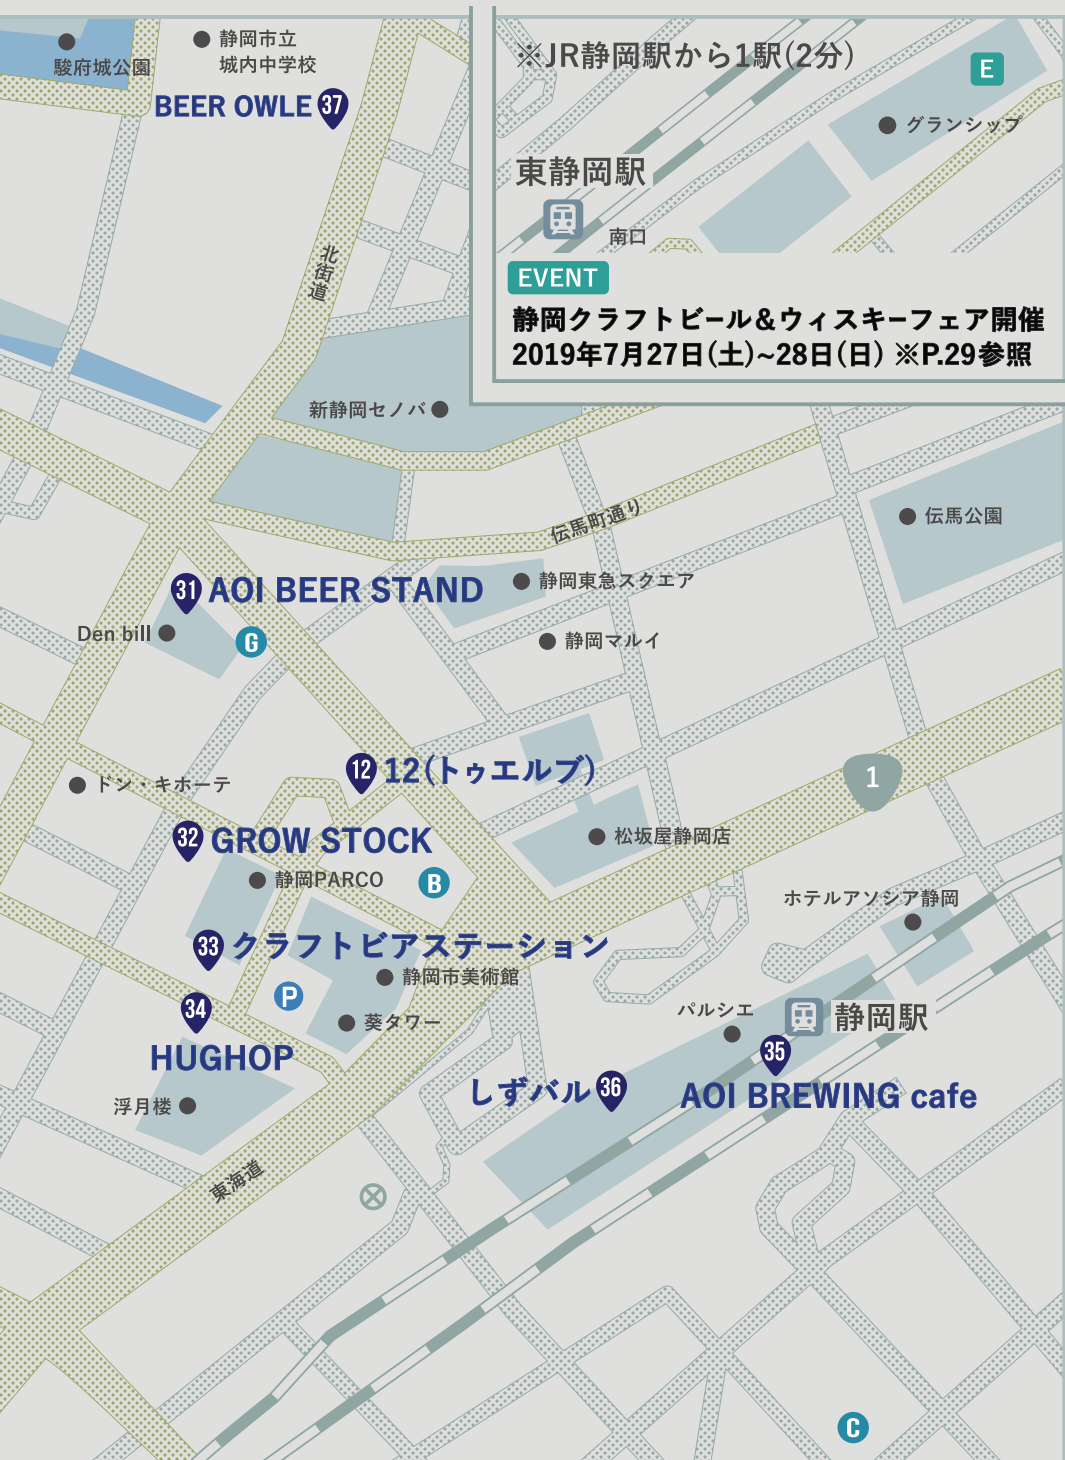 駿府城公園
静岡市立
城内中学校
BEER OWLE 37
※JR静岡駅から1駅(2分)
E
グランシップ
東静岡駅
南口
EVENT
静岡クラフトビール&ウィスキーフェア開催
2019年7月27日(土)~28日(日) ※P.29参照
北街道
新静岡セノバ
伝馬町通り
伝馬公園
31 AOI BEER STAND
静岡東急スクエア
Den bill
G
静岡マルイ
12 12(トゥエルブ)
1
ドン・キホーテ
32 GROW STOCK
松坂屋静岡店
静岡PARCO
B
ホテルアソシア静岡
33 クラフトビアステーション
静岡市美術館
P
34
HUGHOP
葵タワー
パルシエ
静岡駅
35
AOI BREWING cafe
しずバル 36
浮月楼
東海道
C